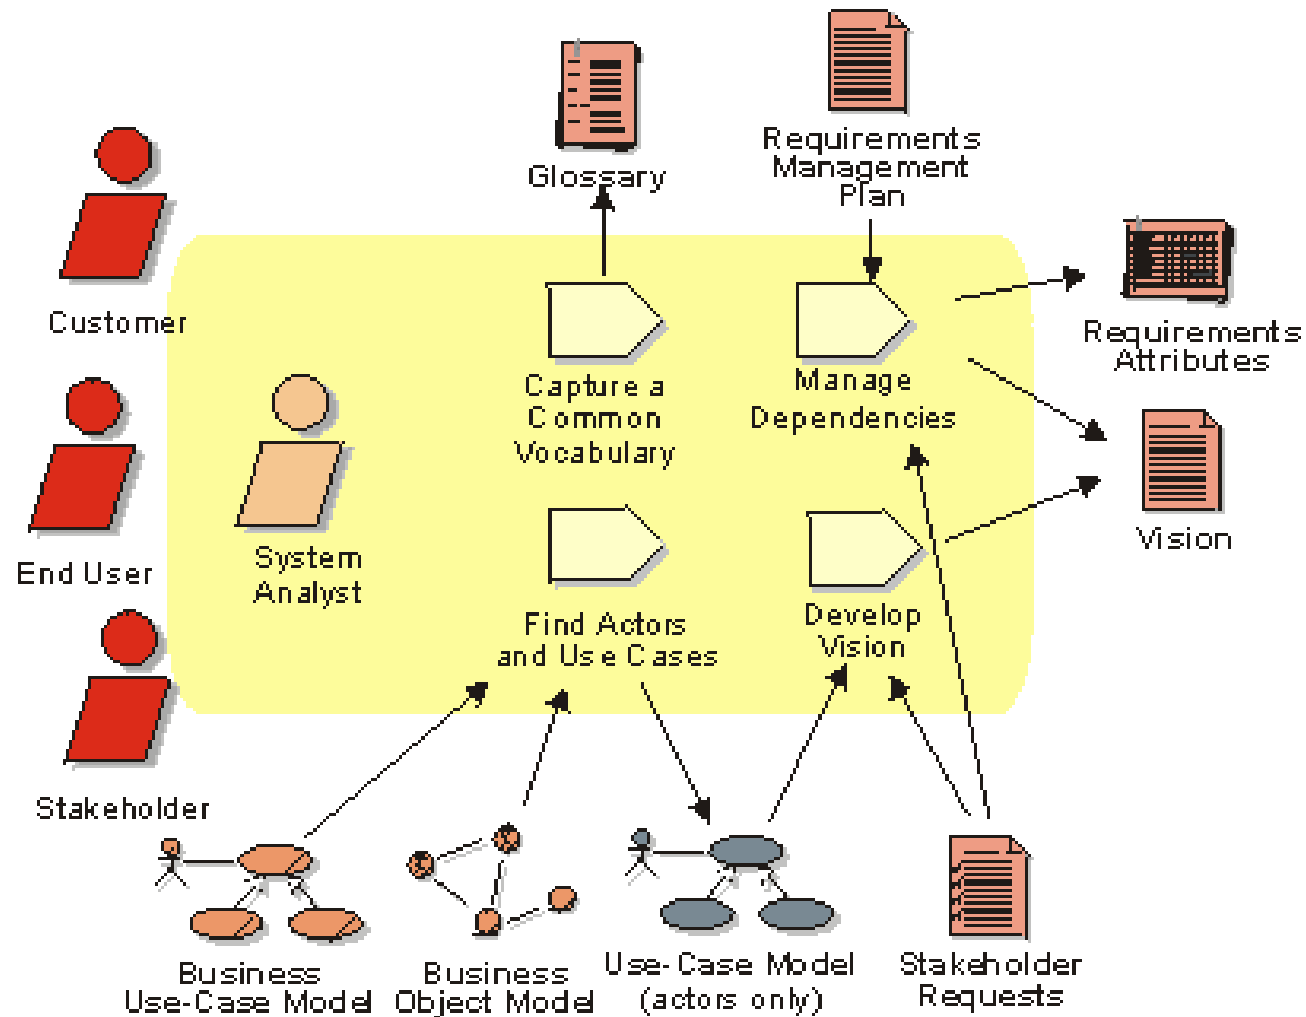 Glossary
Requirements
Management
Plan
Customer
Requirements
Attributes
Capture a
Common
Vocabulary
Manage
Dependencies
End User
System
Analyst
Vision
Find Actors
and Use Cases
Develop
Vision
Stakeholder
Business
Use-Case Model
Business
Object Model
Use-Case Model
(actors only)
Stakeholder
Requests